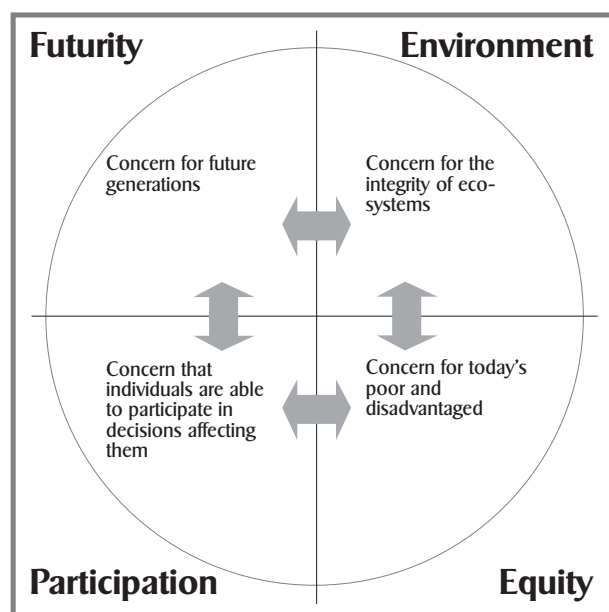 Futurity
Environment
Concern for future
generations
Concern for the
integrity of eco-
systems
Concern that
individuals are able
to participate in
decisions affecting
them
Concern for today's
poor and
disadvantaged
Participation
Equity